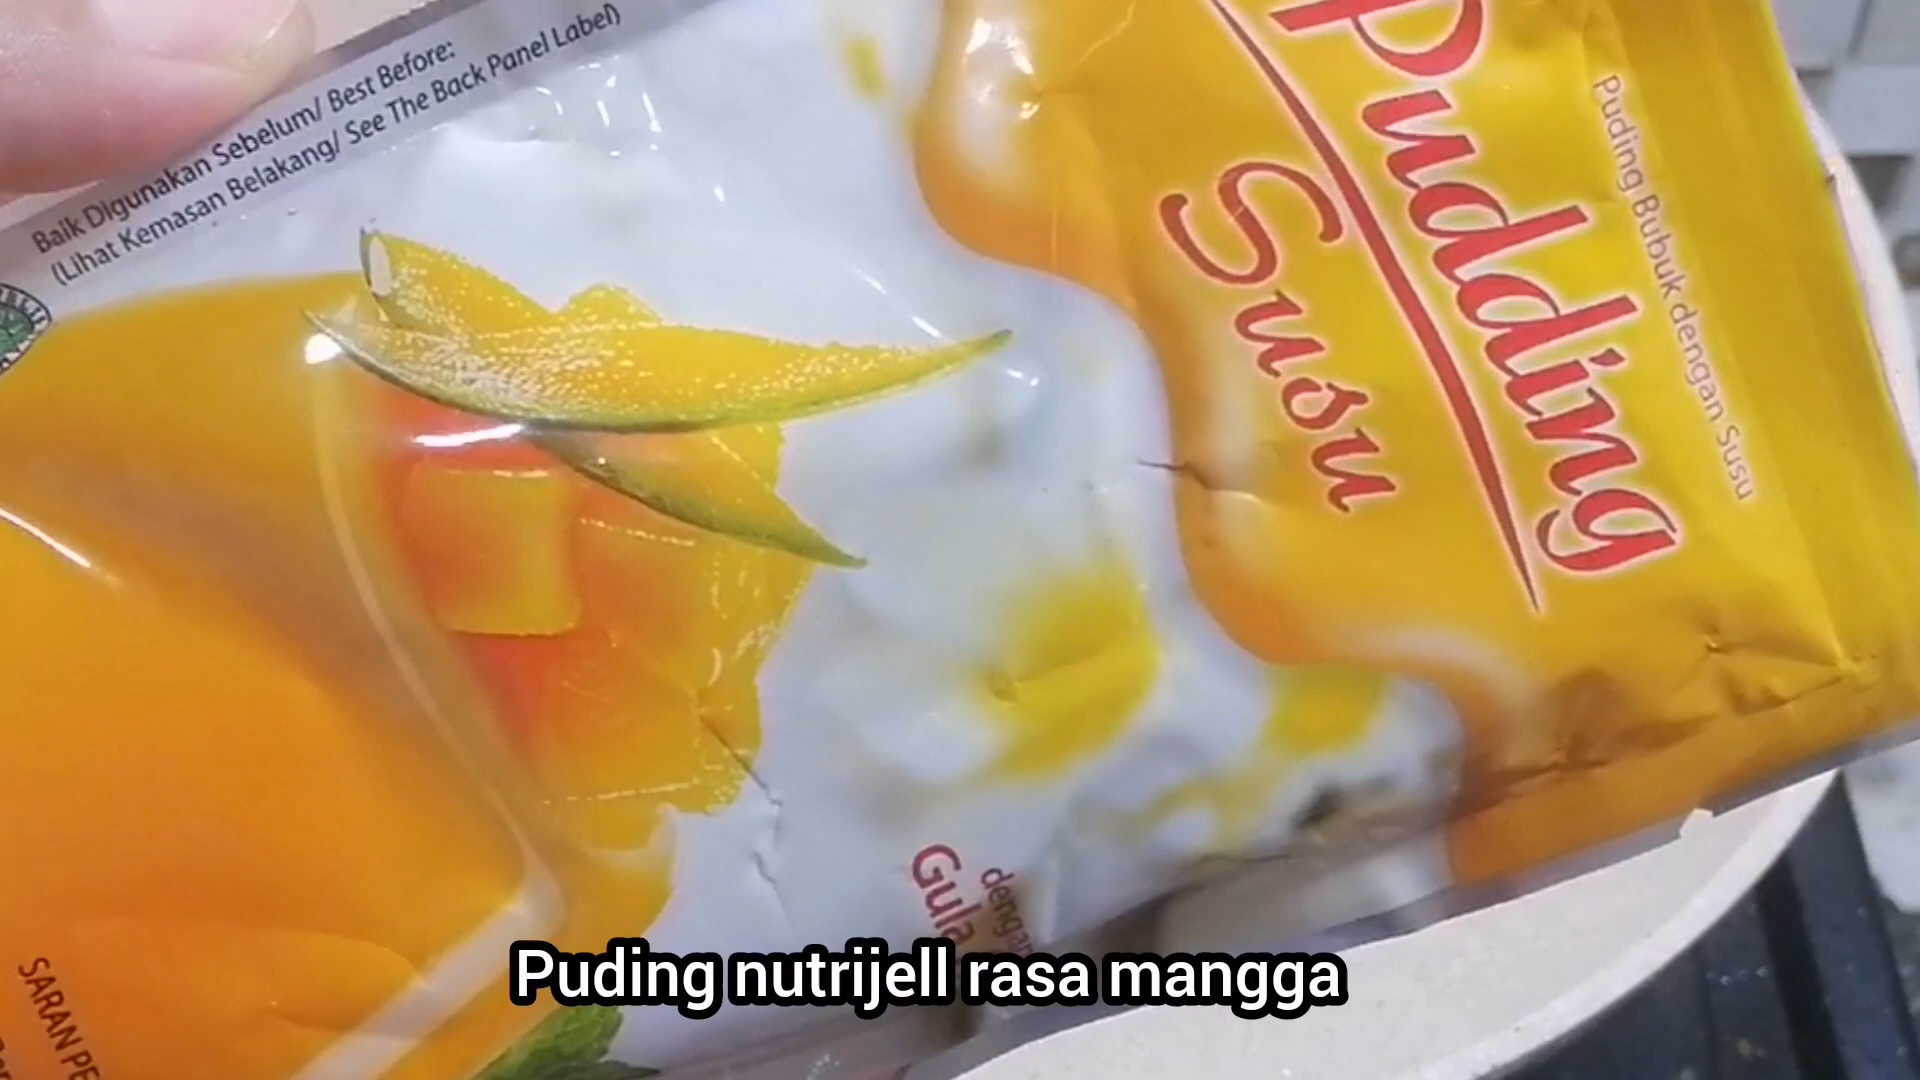 Baik Digunakan Sebelum/ Best Before:
(Lihat Kemasan Belakang/ See The Back Panel Label)
Puding Bubuk dengan Susu
Pudding
Susu
dengan
Gula
SARAN
Puding nutrijell rasa mangga